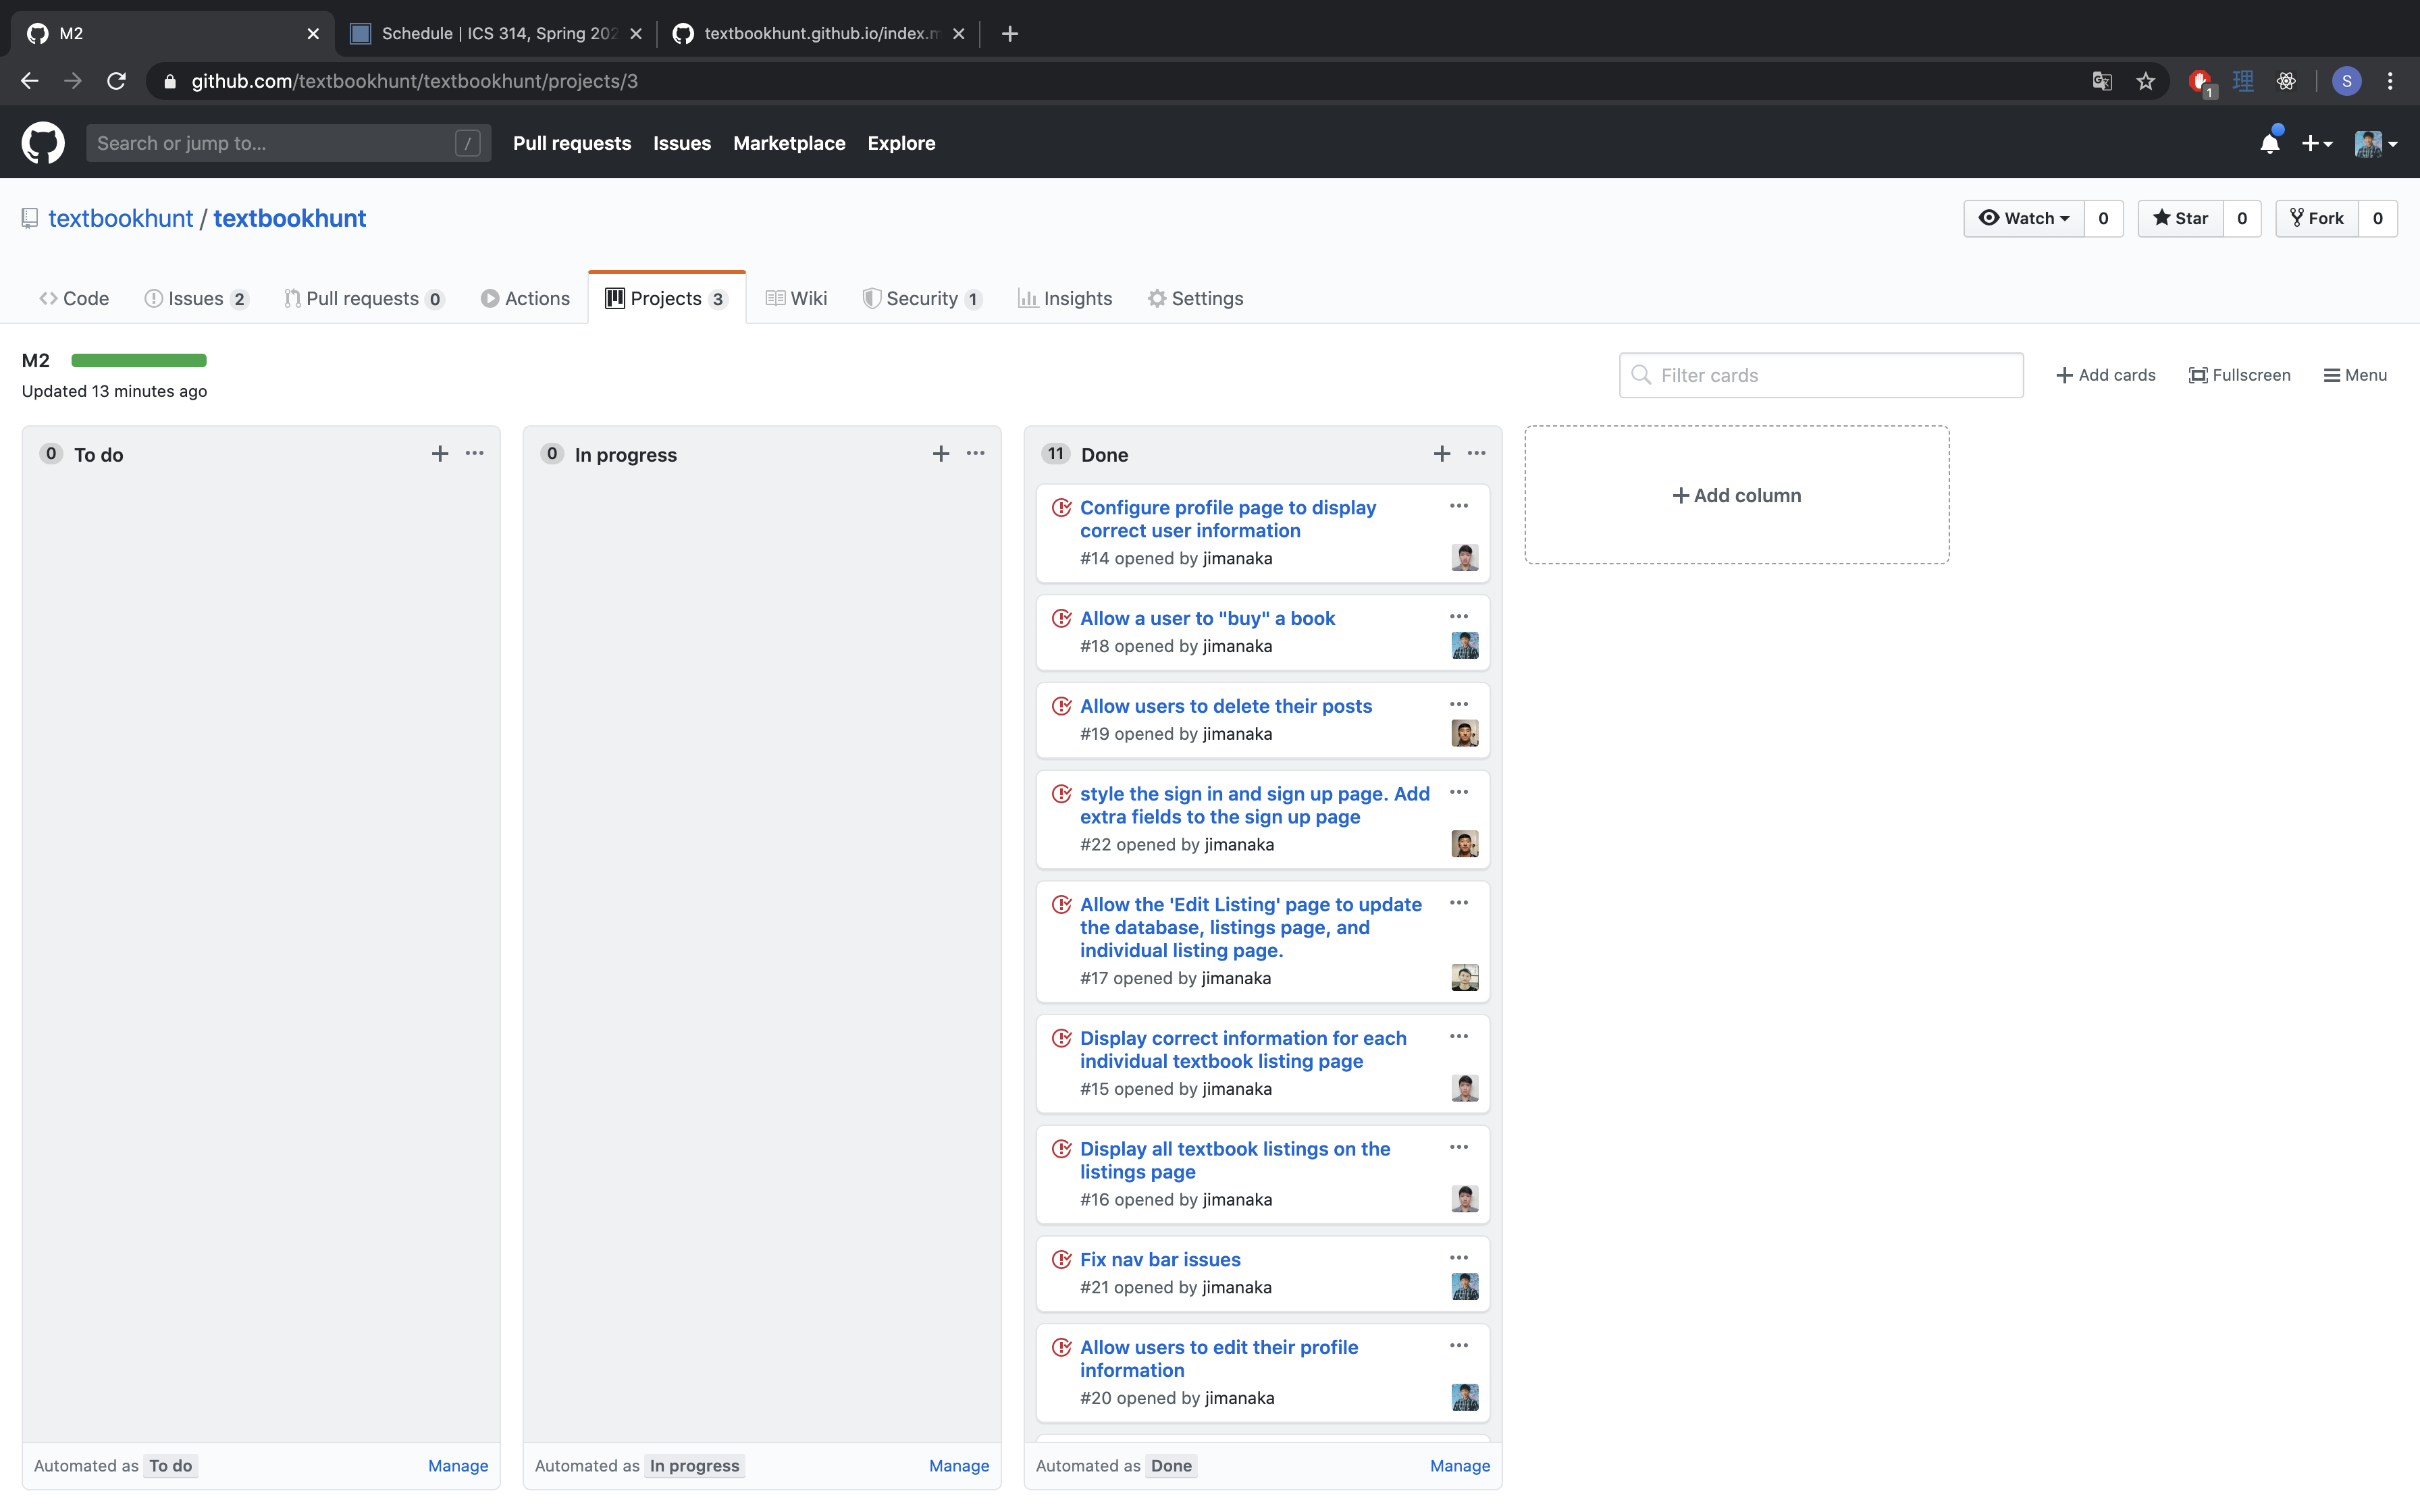 M2
Schedule | ICS 314, Spring 202
textbookhunt.github.io/index.m
github.com/textbookhunt/textbookhunt/projects/3
1
S
Search or jump to...
/
Pull requests
Issues
Marketplace
Explore
textbookhunt / textbookhunt
Watch
0
Star
0
Fork
0
Code
Issues 2
Pull requests 0
Actions
Projects 3
Wiki
Security 1
Insights
Settings
M2
Updated 13 minutes ago
Filter cards
Add cards
Fullscreen
Menu
0 To do
Automated as To do
Manage
0 In progress
Automated as In progress
Manage
11 Done
Configure profile page to display
correct user information
#14 opened by jimanaka
Allow a user to "buy" a book
#18 opened by jimanaka
Allow users to delete their posts
#19 opened by jimanaka
style the sign in and sign up page. Add
extra fields to the sign up page
#22 opened by jimanaka
Allow the 'Edit Listing' page to update
the database, listings page, and
individual listing page.
#17 opened by jimanaka
Display correct information for each
individual textbook listing page
#15 opened by jimanaka
Display all textbook listings on the
listings page
#16 opened by jimanaka
Fix nav bar issues
#21 opened by jimanaka
Allow users to edit their profile
information
#20 opened by jimanaka
Automated as Done
Manage
Add column